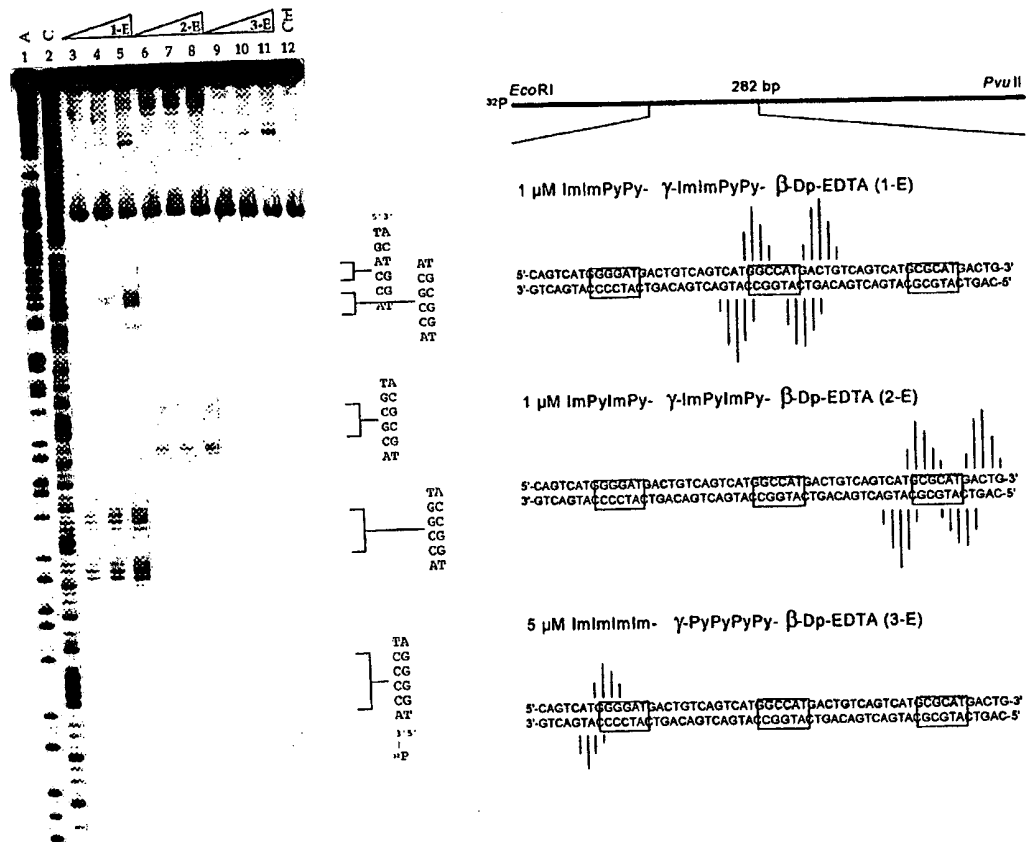 A C 1-E 2-E 3-E
1 2 3 4 5 6 7 8 9 10 11 12
5' 3'
TA
GC
AT
CG
CG
AT
AT
CG
GC
CG
CG
AT
TA
GC
CG
GC
CG
AT
TA
GC
GC
CG
CG
AT
TA
CG
CG
CG
CG
AT
3' 5'
³²P
³²P EcoRI 282 bp Pvu II
1 μM ImImPyPy- γ-ImImPyPy- β-Dp-EDTA (1-E)
5'-CAGTCATGGGGATGACTGTCAGTCATGGCCATGACTGTCAGTCATGCGCATGACTG-3'
3'-GTCAGTACCCCTACTGACAGTCAGTACCGGTACTGACAGTCAGTACGCGTACTGAC-5'
1 μM ImPyImPy- γ-ImPyImPy- β-Dp-EDTA (2-E)
5'-CAGTCATGGGGATGACTGTCAGTCATGGCCATGACTGTCAGTCATGCGCATGACTG-3'
3'-GTCAGTACCCCTACTGACAGTCAGTACCGGTACTGACAGTCAGTACGCGTACTGAC-5'
5 μM ImImImIm- γ-PyPyPyPy- β-Dp-EDTA (3-E)
5'-CAGTCATGGGGATGACTGTCAGTCATGGCCATGACTGTCAGTCATGCGCATGACTG-3'
3'-GTCAGTACCCCTACTGACAGTCAGTACCGGTACTGACAGTCAGTACGCGTACTGAC-5'